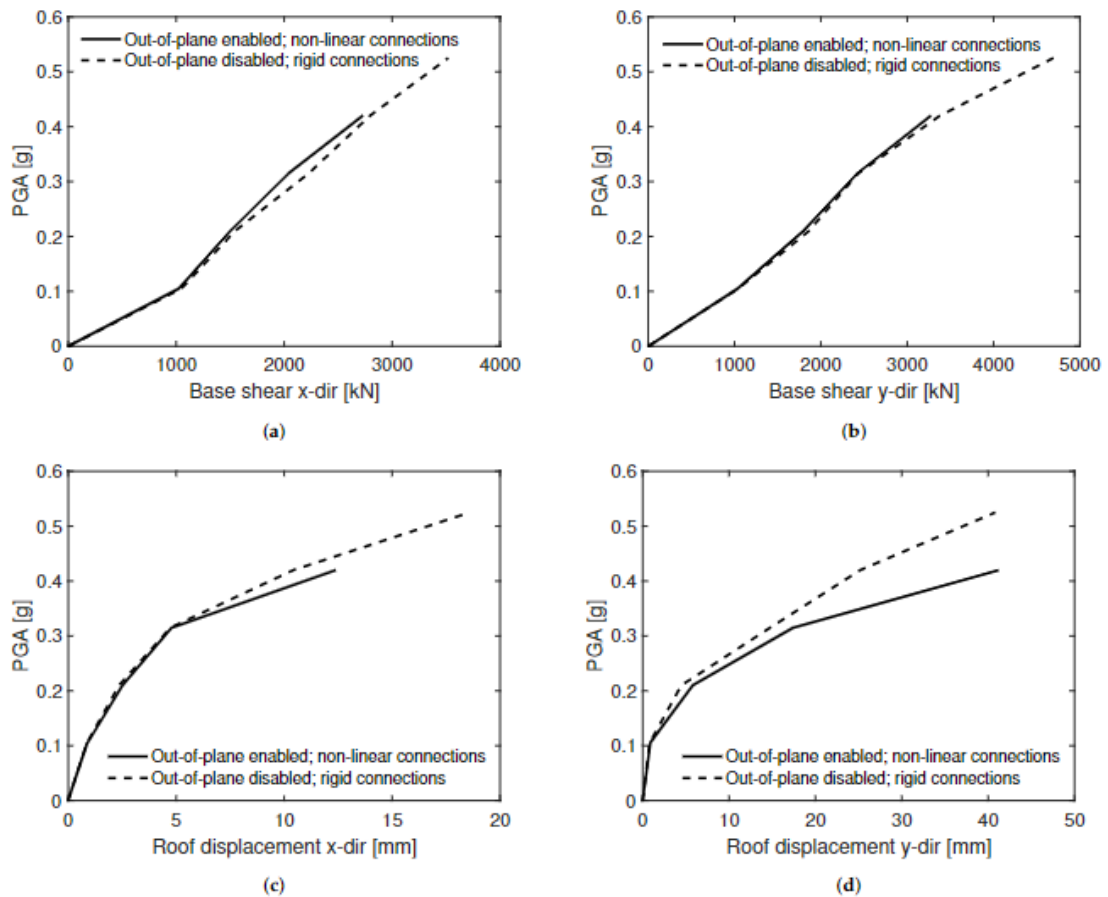 0.6
0.5
0.4
0.3
0.2
0.1
0
PGA [g]
Out-of-plane enabled; non-linear connections
Out-of-plane disabled; rigid connections
0 1000 2000 3000 4000
Base shear x-dir [kN]
(a)
0.6
0.5
0.4
0.3
0.2
0.1
0
PGA [g]
Out-of-plane enabled; non-linear connections
Out-of-plane disabled; rigid connections
0 1000 2000 3000 4000 5000
Base shear y-dir [kN]
(b)
0.6
0.5
0.4
0.3
0.2
0.1
0
PGA [g]
Out-of-plane enabled; non-linear connections
Out-of-plane disabled; rigid connections
0 5 10 15 20
Roof displacement x-dir [mm]
(c)
0.6
0.5
0.4
0.3
0.2
0.1
0
PGA [g]
Out-of-plane enabled; non-linear connections
Out-of-plane disabled; rigid connections
0 10 20 30 40 50
Roof displacement y-dir [mm]
(d)